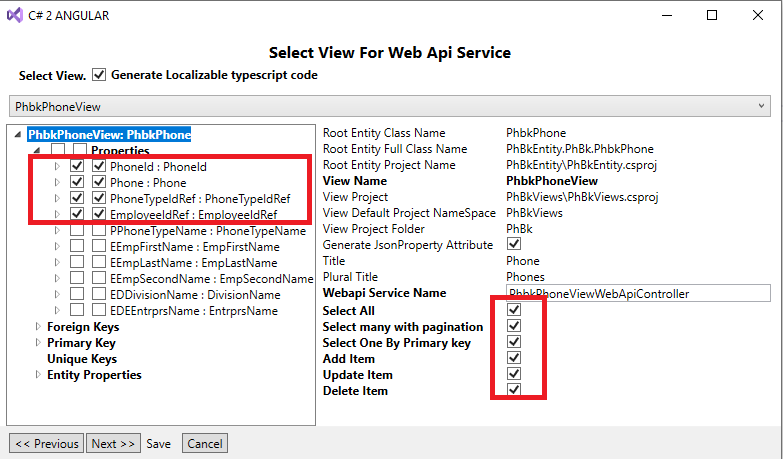 C# 2 ANGULAR
Select View For Web Api Service
Select View. Generate Localizable typescript code
PhbkPhoneView
PhbkPhoneView: PhbkPhone
Properties
PhoneId : PhoneId
Phone : Phone
PhoneTypeIdRef : PhoneTypeIdRef
EmployeeIdRef : EmployeeIdRef
PPhoneTypeName : PhoneTypeName
EEmpFirstName : EmpFirstName
EEmpLastName : EmpLastName
EEmpSecondName : EmpSecondName
EDDivisionName : DivisionName
EDEEntrprsName : EntrprsName
Foreign Keys
Primary Key
Unique Keys
Entity Properties
Root Entity Class Name PhbkPhone
Root Entity Full Class Name PhBkEntity.PhBk.PhbkPhone
Root Entity Project Name PhBkEntity\PhBkEntity.csproj
View Name PhbkPhoneView
View Project PhBkViews\PhBkViews.csproj
View Default Project NameSpace PhBkViews
View Project Folder PhBk
Generate JsonProperty Attribute
Title Phone
Plural Title Phones
Webapi Service Name PhbkPhoneViewWebApiController
Select All
Select many with pagination
Select One By Primary key
Add Item
Update Item
Delete Item
<< Previous Next >> Save Cancel